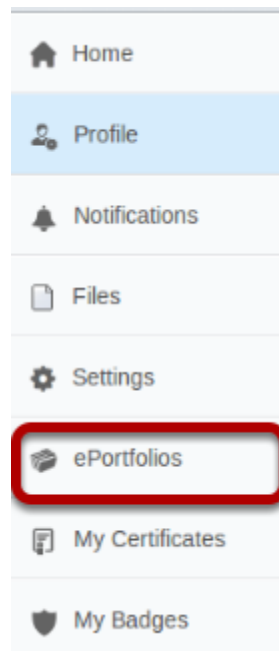 Home
Profile
Notifications
Files
Settings
ePortfolios
My Certificates
My Badges